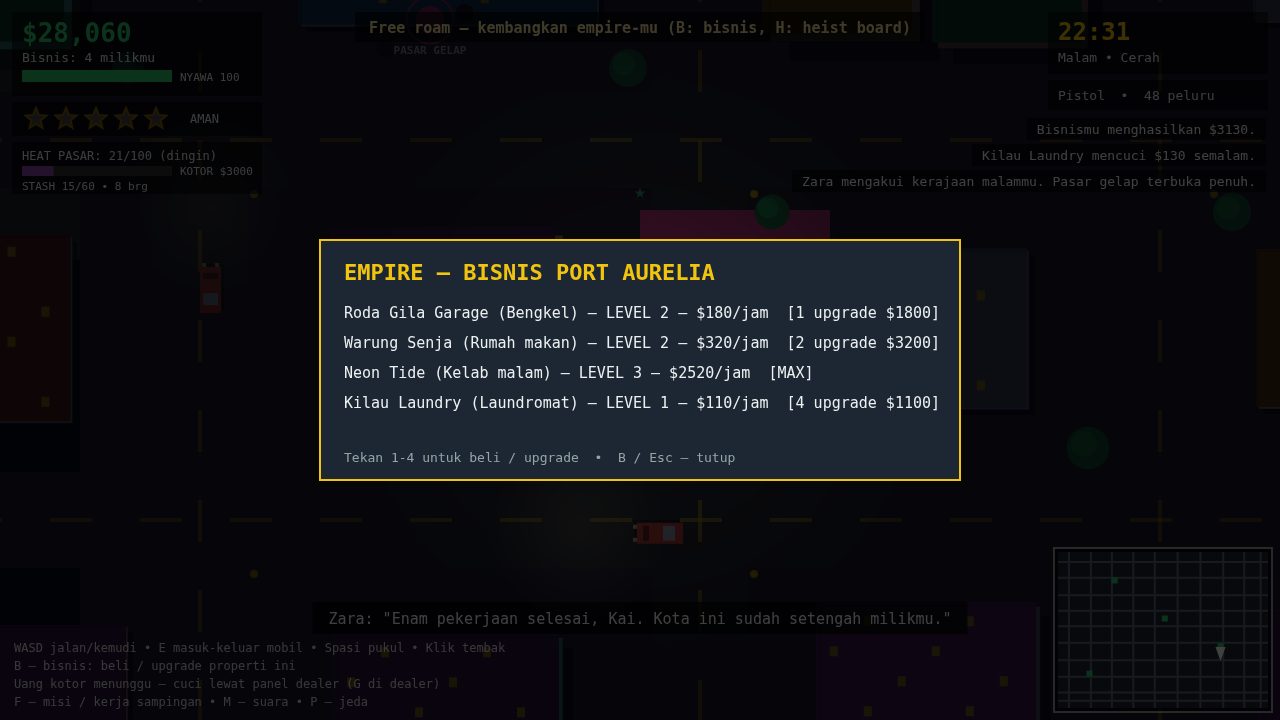 $28,060
Bisnis: 4 milikmu
NYAWA 100
AMAN
HEAT PASAR: 21/100 (dingin)
KOTOR $3000
STASH 15/60 • 8 brg
Free roam — kembangkan empire-mu (B: bisnis, H: heist board)
PASAR GELAP
22:31
Malam • Cerah
Pistol • 48 peluru
Bisnismu menghasilkan $3130.
Kilau Laundry mencuci $130 semalam.
Zara mengakui kerajaan malammu. Pasar gelap terbuka penuh.
EMPIRE — BISNIS PORT AURELIA
Roda Gila Garage (Bengkel) — LEVEL 2 — $180/jam [1 upgrade $1800]
Warung Senja (Rumah makan) — LEVEL 2 — $320/jam [2 upgrade $3200]
Neon Tide (Kelab malam) — LEVEL 3 — $2520/jam [MAX]
Kilau Laundry (Laundromat) — LEVEL 1 — $110/jam [4 upgrade $1100]
Tekan 1-4 untuk beli / upgrade • B / Esc — tutup
Zara: "Enam pekerjaan selesai, Kai. Kota ini sudah setengah milikmu."
WASD jalan/kemudi • E masuk-keluar mobil • Spasi pukul • Klik tembak
B — bisnis: beli / upgrade properti ini
Uang kotor menunggu — cuci lewat panel dealer (G di dealer)
F — misi / kerja sampingan • M — suara • P — jeda